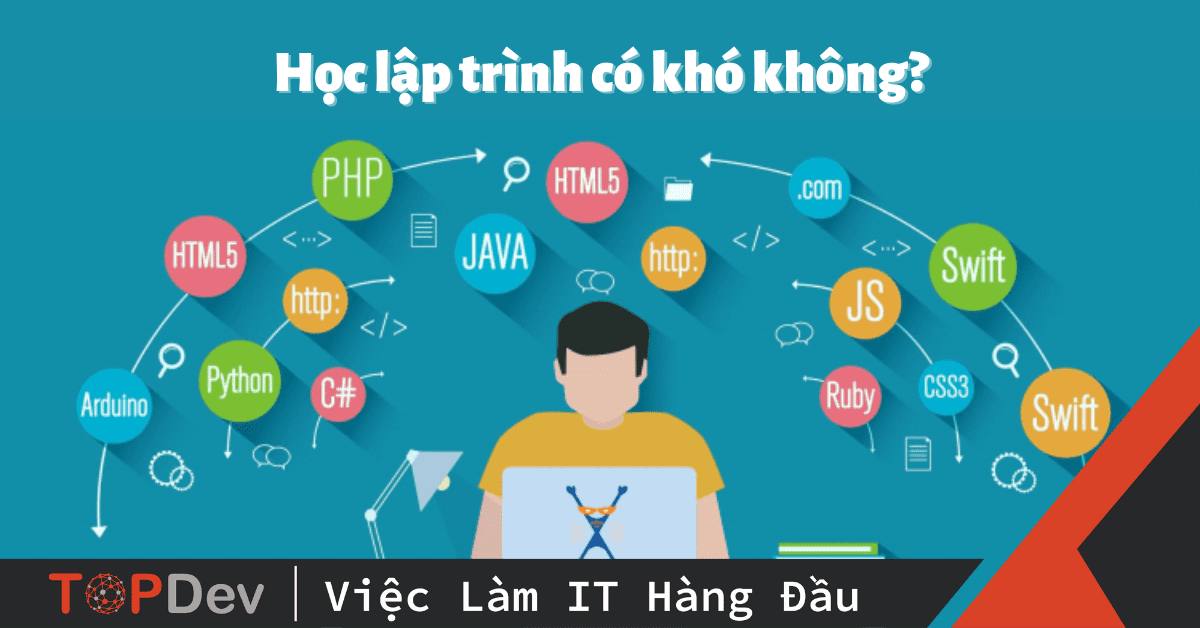 Học lập trình có khó không?
PHP
HTML5
.com
HTML5
JAVA
http:
Swift
http:
JS
Python
C#
Ruby
CSS3
Arduino
Swift
TOPDev
Việc Làm IT Hàng Đầu